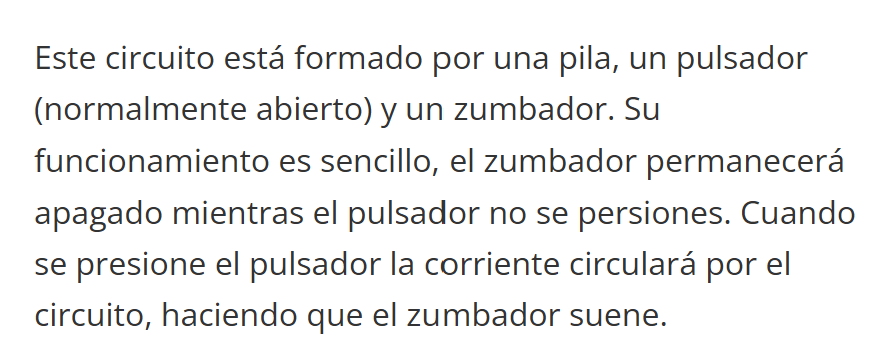 Este circuito está formado por una pila, un pulsador
(normalmente abierto) y un zumbador. Su
funcionamiento es sencillo, el zumbador permanecerá
apagado mientras el pulsador no se persiones. Cuando
se presione el pulsador la corriente circulará por el
circuito, haciendo que el zumbador suene.